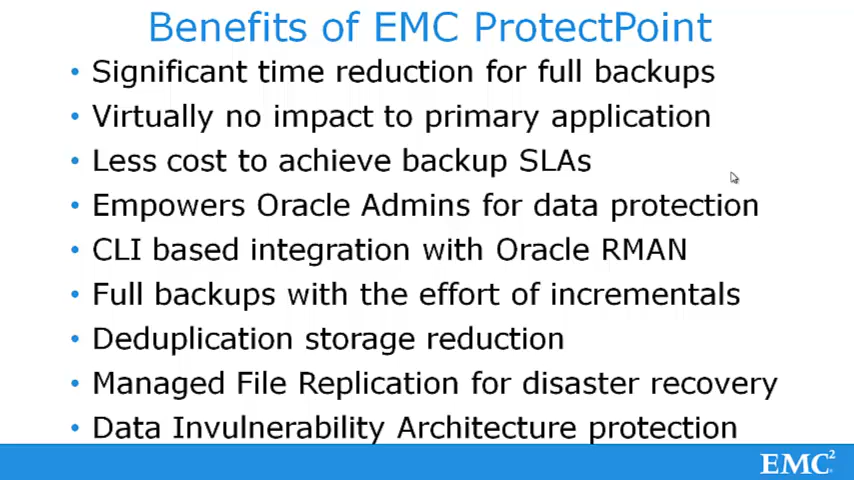 Benefits of EMC ProtectPoint
• Significant time reduction for full backups
• Virtually no impact to primary application
• Less cost to achieve backup SLAs
• Empowers Oracle Admins for data protection
• CLI based integration with Oracle RMAN
• Full backups with the effort of incrementals
• Deduplication storage reduction
• Managed File Replication for disaster recovery
• Data Invulnerability Architecture protection
EMC²